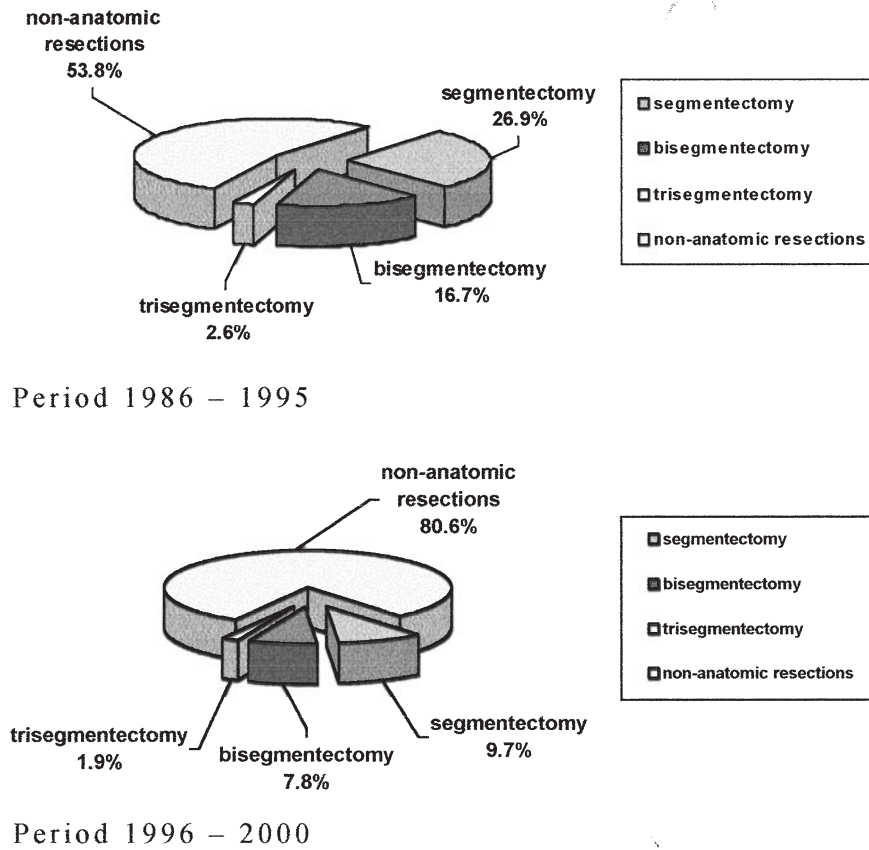 non-anatomic
resections
53.8%
segmentectomy
26.9%
bisegmentectomy
16.7%
trisegmentectomy
2.6%
segmentectomy
bisegmentectomy
trisegmentectomy
non-anatomic resections
Period 1986 – 1995
non-anatomic
resections
80.6%
segmentectomy
9.7%
bisegmentectomy
7.8%
trisegmentectomy
1.9%
segmentectomy
bisegmentectomy
trisegmentectomy
non-anatomic resections
Period 1996 – 2000